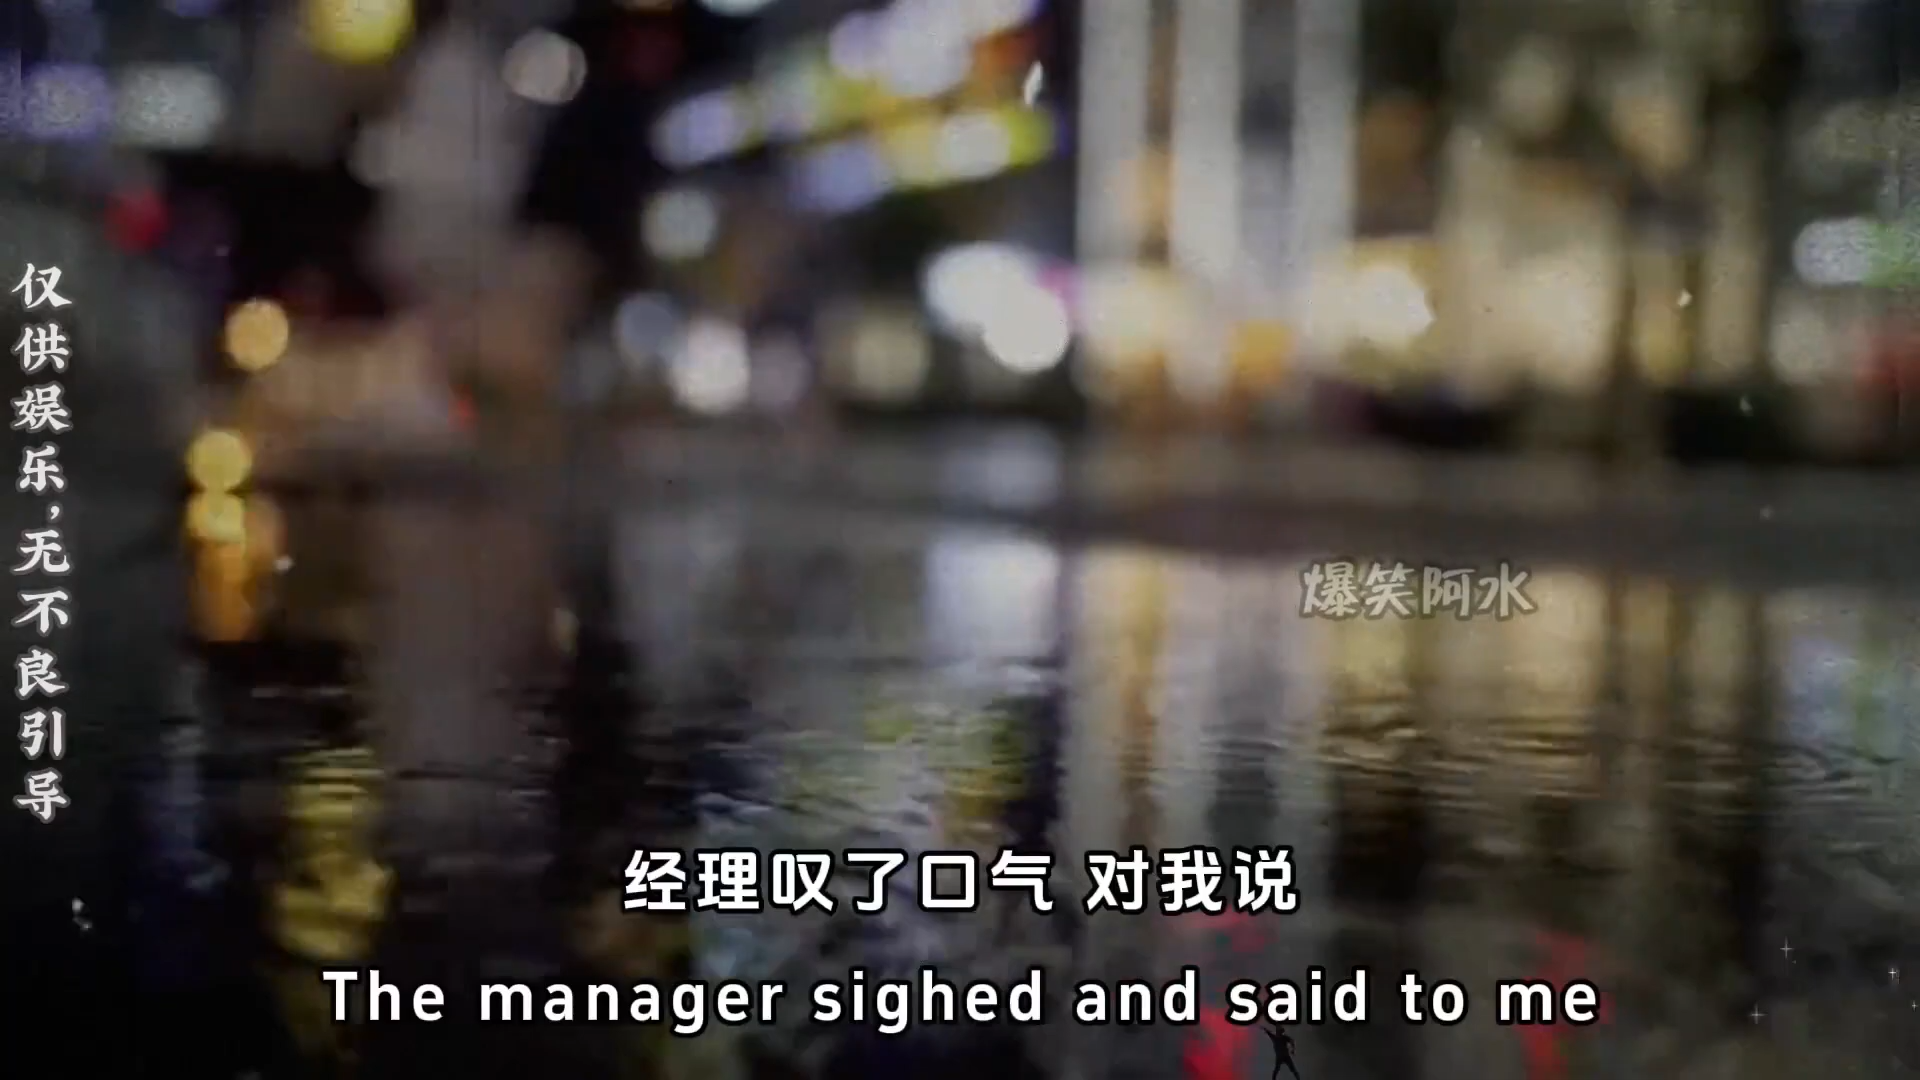 仅供娱乐,无不良引导
爆笑阿水
经理叹了口气 对我说
The manager sighed and said to me